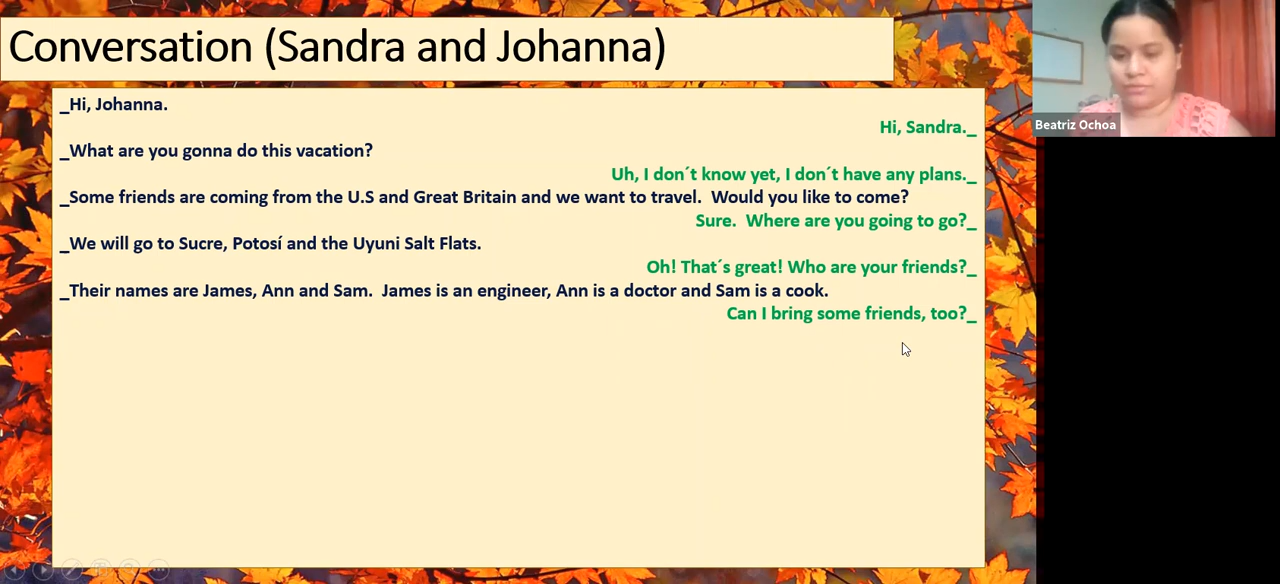 Conversation (Sandra and Johanna)
_Hi, Johanna.
Hi, Sandra._
_What are you gonna do this vacation?
Uh, I don´t know yet, I don´t have any plans._
_Some friends are coming from the U.S and Great Britain and we want to travel.  Would you like to come?
Sure.  Where are you going to go?_
_We will go to Sucre, Potosí and the Uyuni Salt Flats.
Oh! That´s great! Who are your friends?_
_Their names are James, Ann and Sam.  James is an engineer, Ann is a doctor and Sam is a cook.
Can I bring some friends, too?_
Beatriz Ochoa